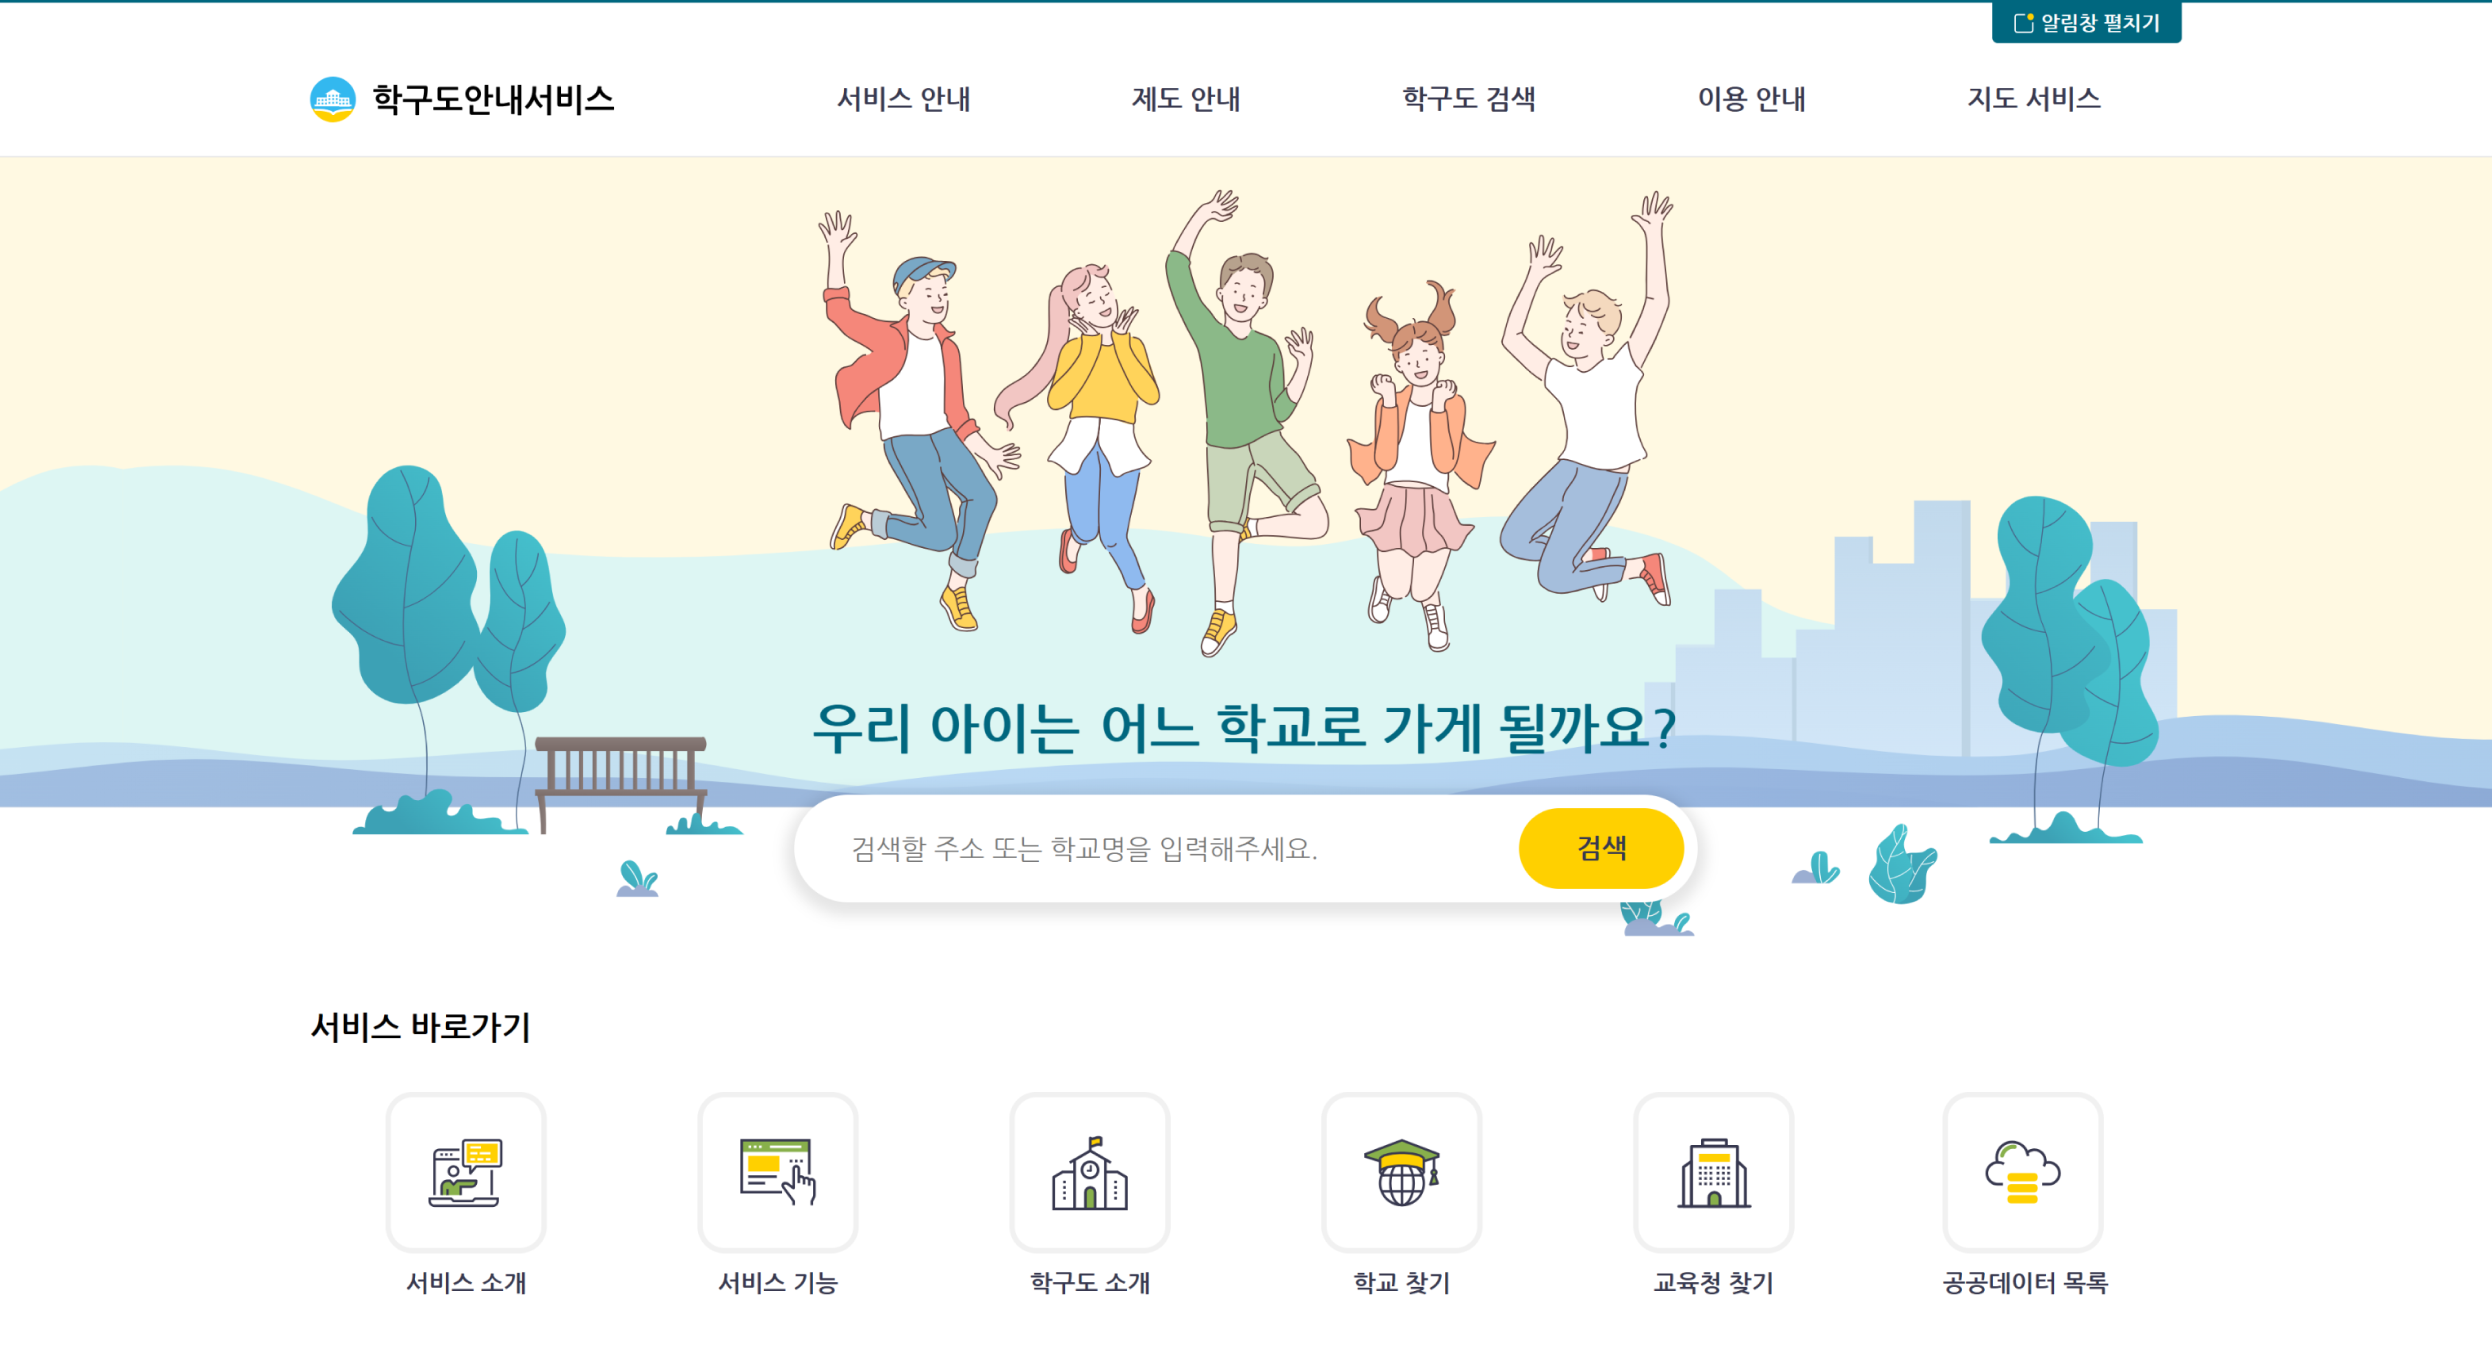 알림창 펼치기
학구도안내서비스
서비스 안내
제도 안내
학구도 검색
이용 안내
지도 서비스
우리 아이는 어느 학교로 가게 될까요?
검색할 주소 또는 학교명을 입력해주세요.
검색
서비스 바로가기
서비스 소개
서비스 기능
학구도 소개
학교 찾기
교육청 찾기
공공데이터 목록